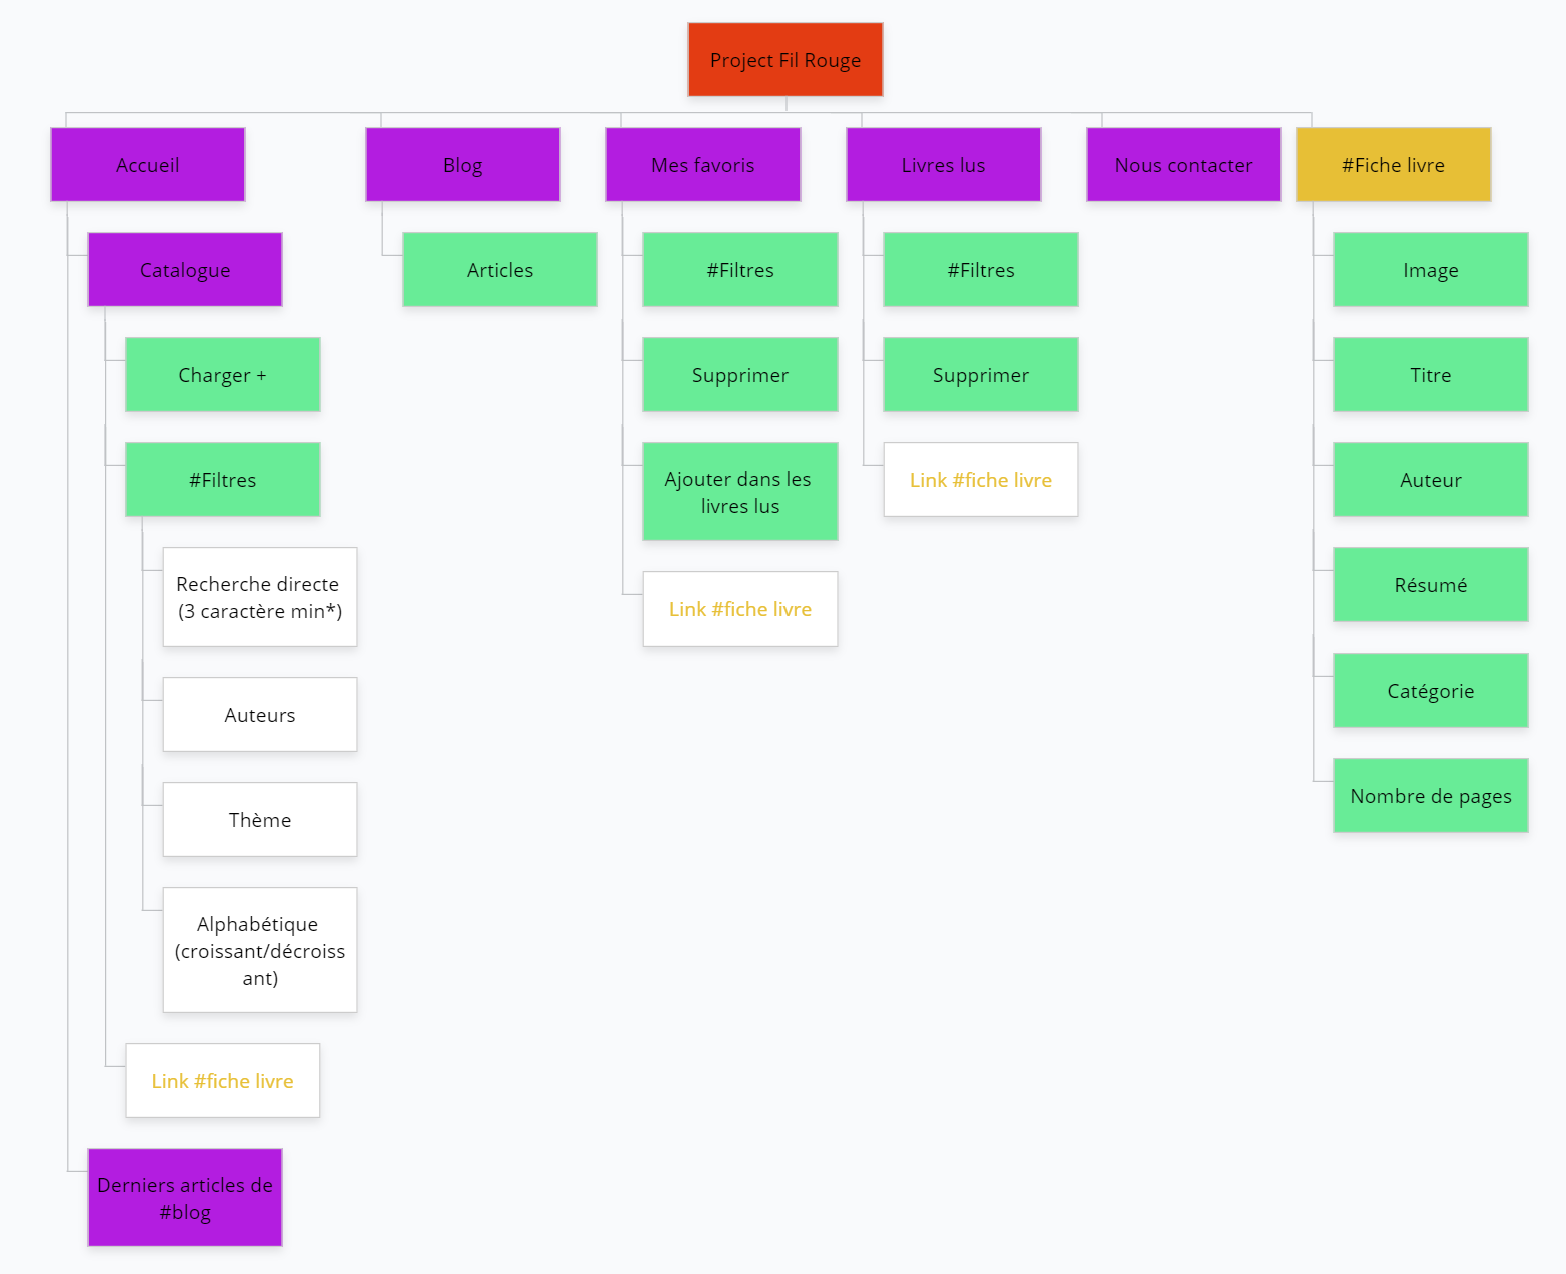 Project Fil Rouge
Accueil
Blog
Mes favoris
Livres lus
Nous contacter
#Fiche livre
Catalogue
Charger +
#Filtres
Recherche directe
(3 caractère min*)
Auteurs
Thème
Alphabétique
(croissant/décroiss
ant)
Link #fiche livre
Derniers articles de
#blog
Articles
#Filtres
Supprimer
Ajouter dans les
livres lus
Link #fiche livre
#Filtres
Supprimer
Link #fiche livre
Image
Titre
Auteur
Résumé
Catégorie
Nombre de pages